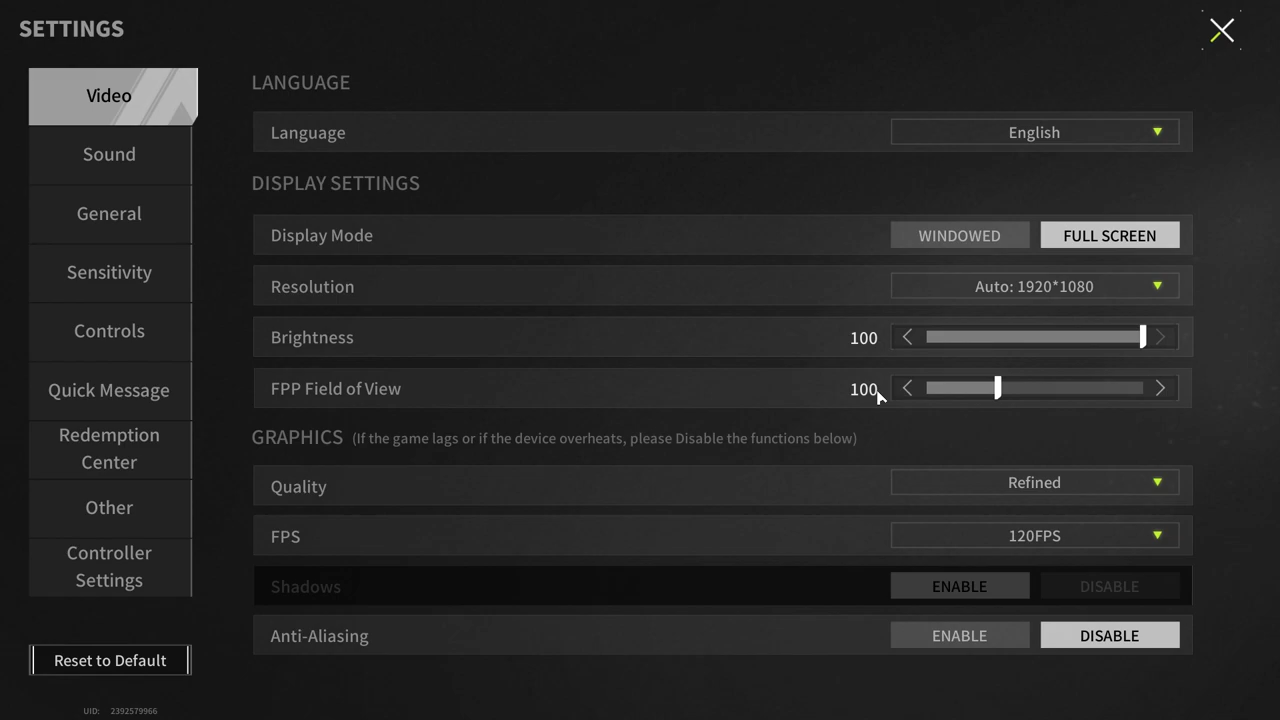 SETTINGS
Video
Sound
General
Sensitivity
Controls
Quick Message
Redemption
Center
Other
Controller
Settings
Reset to Default
UID: 2392579966
LANGUAGE
Language English
DISPLAY SETTINGS
Display Mode WINDOWED FULL SCREEN
Resolution Auto: 1920*1080
Brightness 100
FPP Field of View 100
GRAPHICS (If the game lags or if the device overheats, please Disable the functions below)
Quality Refined
FPS 120FPS
Shadows ENABLE DISABLE
Anti-Aliasing ENABLE DISABLE